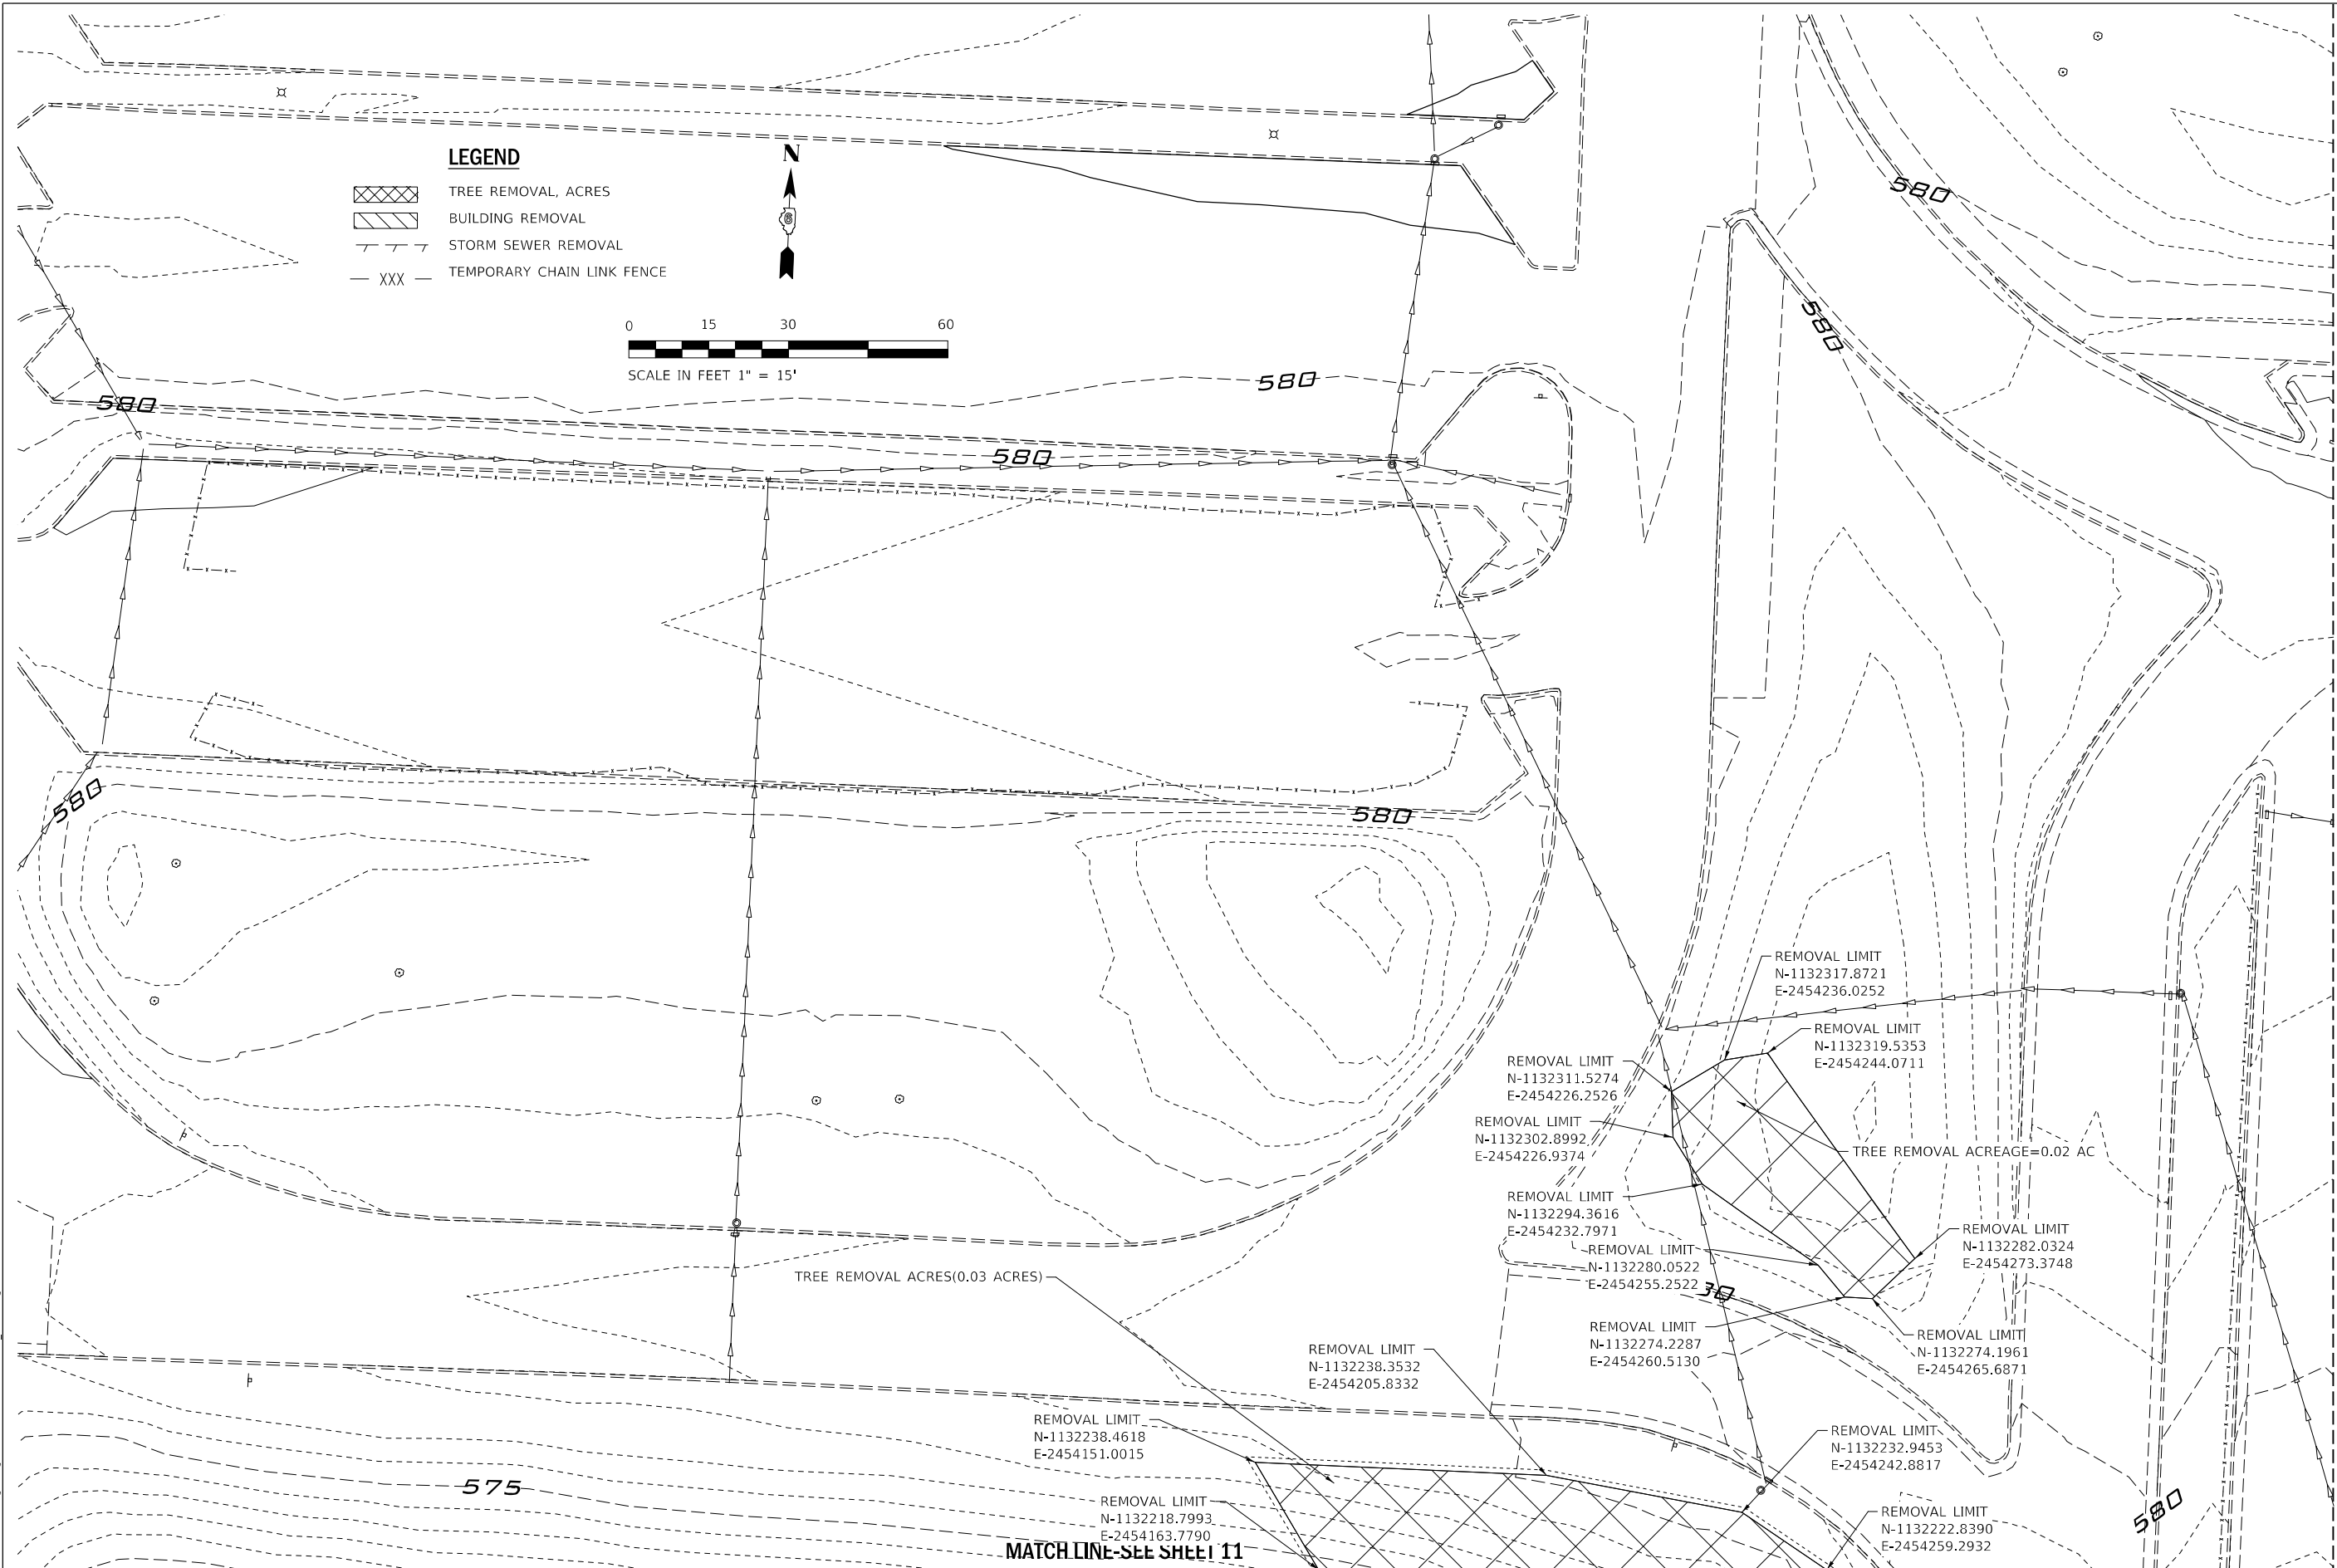 580
LEGEND
N
TREE REMOVAL, ACRES
BUILDING REMOVAL
STORM SEWER REMOVAL
XXX
TEMPORARY CHAIN LINK FENCE
6
0 15 30 60
SCALE IN FEET 1" = 15'
580
580
580
580
580
580
REMOVAL LIMIT
N-1132317.8721
E-2454236.0252
REMOVAL LIMIT
N-1132319.5353
E-2454244.0711
REMOVAL LIMIT
N-1132311.5274
E-2454226.2526
REMOVAL LIMIT
N-1132302.8992
E-2454226.9374
TREE REMOVAL ACREAGE=0.02 AC
REMOVAL LIMIT
N-1132294.3616
E-2454232.7971
REMOVAL LIMIT
N-1132282.0324
E-2454273.3748
REMOVAL LIMIT
N-1132280.0522
E-2454255.2522
TREE REMOVAL ACRES(0.03 ACRES)
REMOVAL LIMIT
N-1132274.2287
E-2454260.5130
REMOVAL LIMIT
N-1132274.1961
E-2454265.6871
REMOVAL LIMIT
N-1132238.3532
E-2454205.8332
REMOVAL LIMIT
N-1132238.4618
E-2454151.0015
REMOVAL LIMIT
N-1132232.9453
E-2454242.8817
575
REMOVAL LIMIT
N-1132218.7993
E-2454163.7790
REMOVAL LIMIT
N-1132222.8390
E-2454259.2932
580
MATCH LINE-SEE SHEET 11